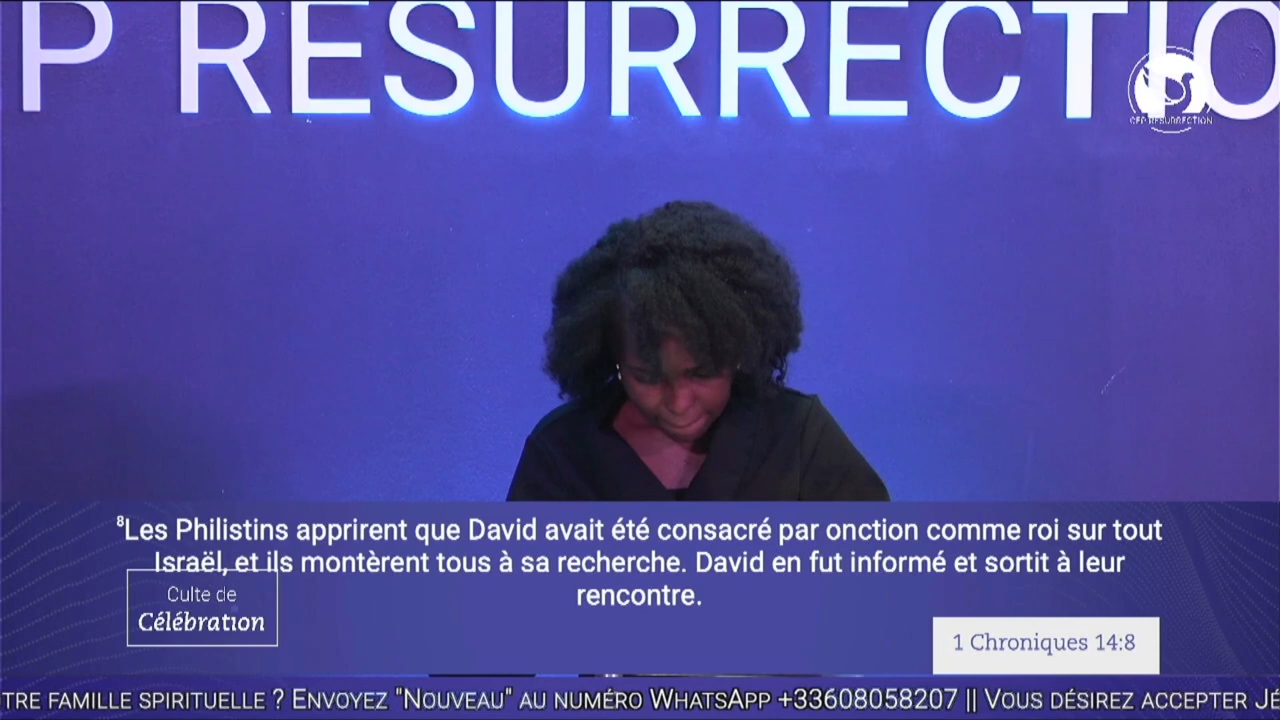 P RESURRECTIO
CEP RESURRECTION
⁸Les Philistins apprirent que David avait été consacré par onction comme roi sur tout
Israël, et ils montèrent tous à sa recherche. David en fut informé et sortit à leur
rencontre.
Culte de
Célébration
1 Chroniques 14:8
TRE FAMILLE SPIRITUELLE ? ENVOYEZ "NOUVEAU" AU NUMÉRO WHATSAPP +33608058207 || VOUS DÉSIREZ ACCEPTER JÉ